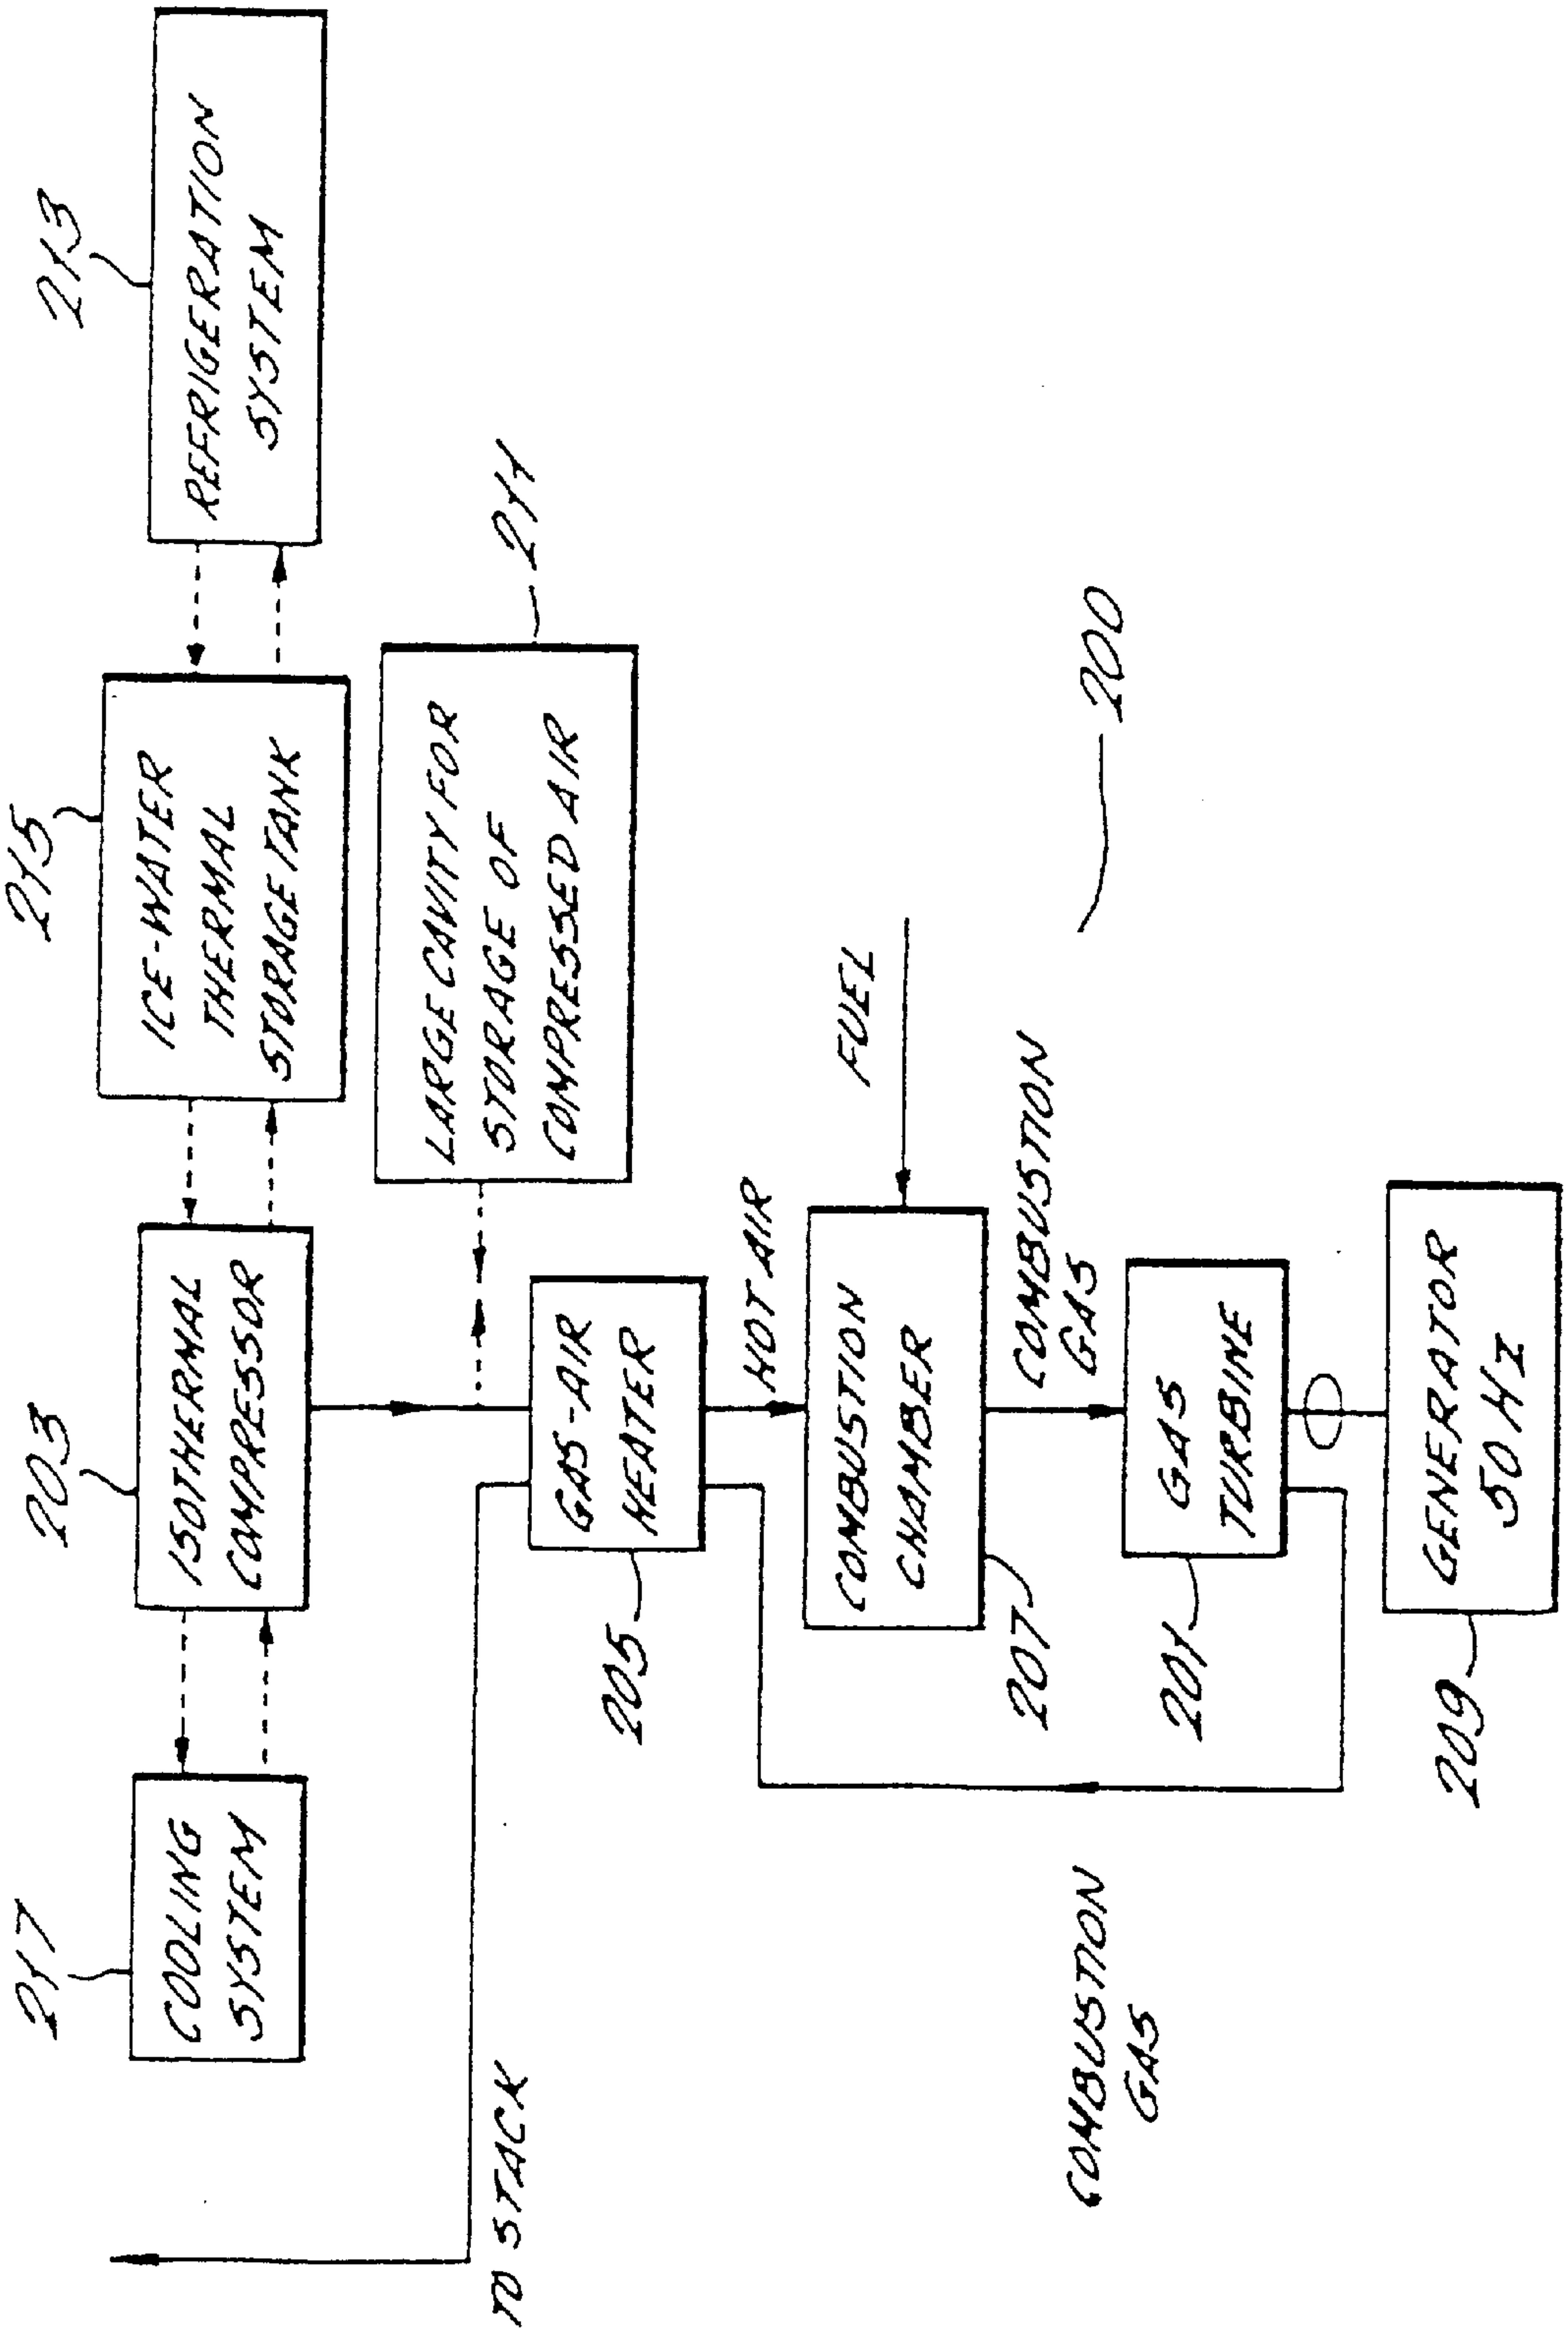 217
COOLING
SYSTEM
203
ISOTHERMAL
COMPRESSOR
215
ICE-WATER
THERMAL
STORAGE TANK
213
REFRIGERATION
SYSTEM
TO STACK
LARGE CAVITY FOR
STORAGE OF
COMPRESSED AIR
211
205
GAS-AIR
HEATER
HOT AIR
FUEL
207
COMBUSTION
CHAMBER
COMBUSTION
GAS
COMBUSTION
GAS
200
201
GAS
TURBINE
209
GENERATOR
50 Hz